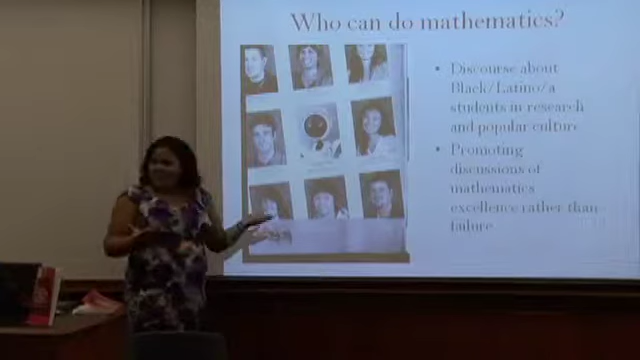 Who can do mathematics?
• Discourse about
Black/Latino/a
students in research
and popular culture
• Promoting
discussions of
mathematics
excellence rather than
failure